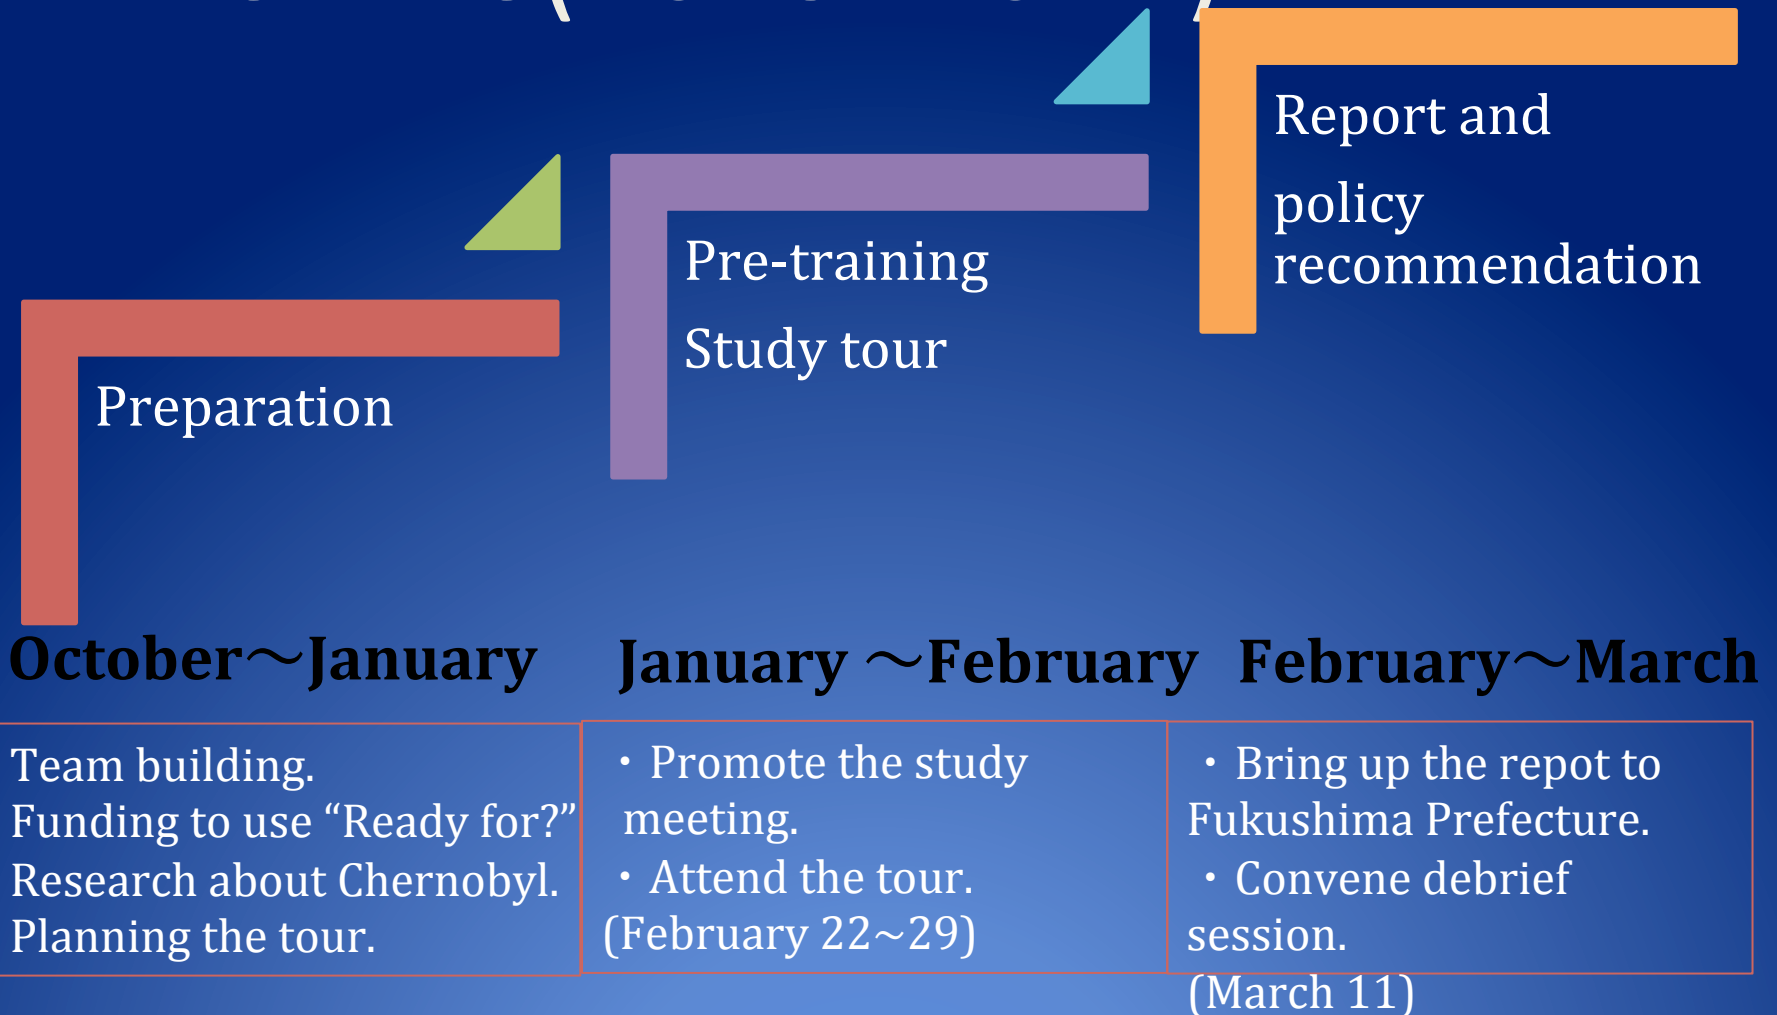 Preparation
Pre-training
Study tour
Report and
policy
recommendation
October～January
January ～February
February～March
Team building.
Funding to use “Ready for?”
Research about Chernobyl.
Planning the tour.
・Promote the study
meeting.
・Attend the tour.
(February 22~29)
・Bring up the repot to
Fukushima Prefecture.
・Convene debrief
session.
(March 11)